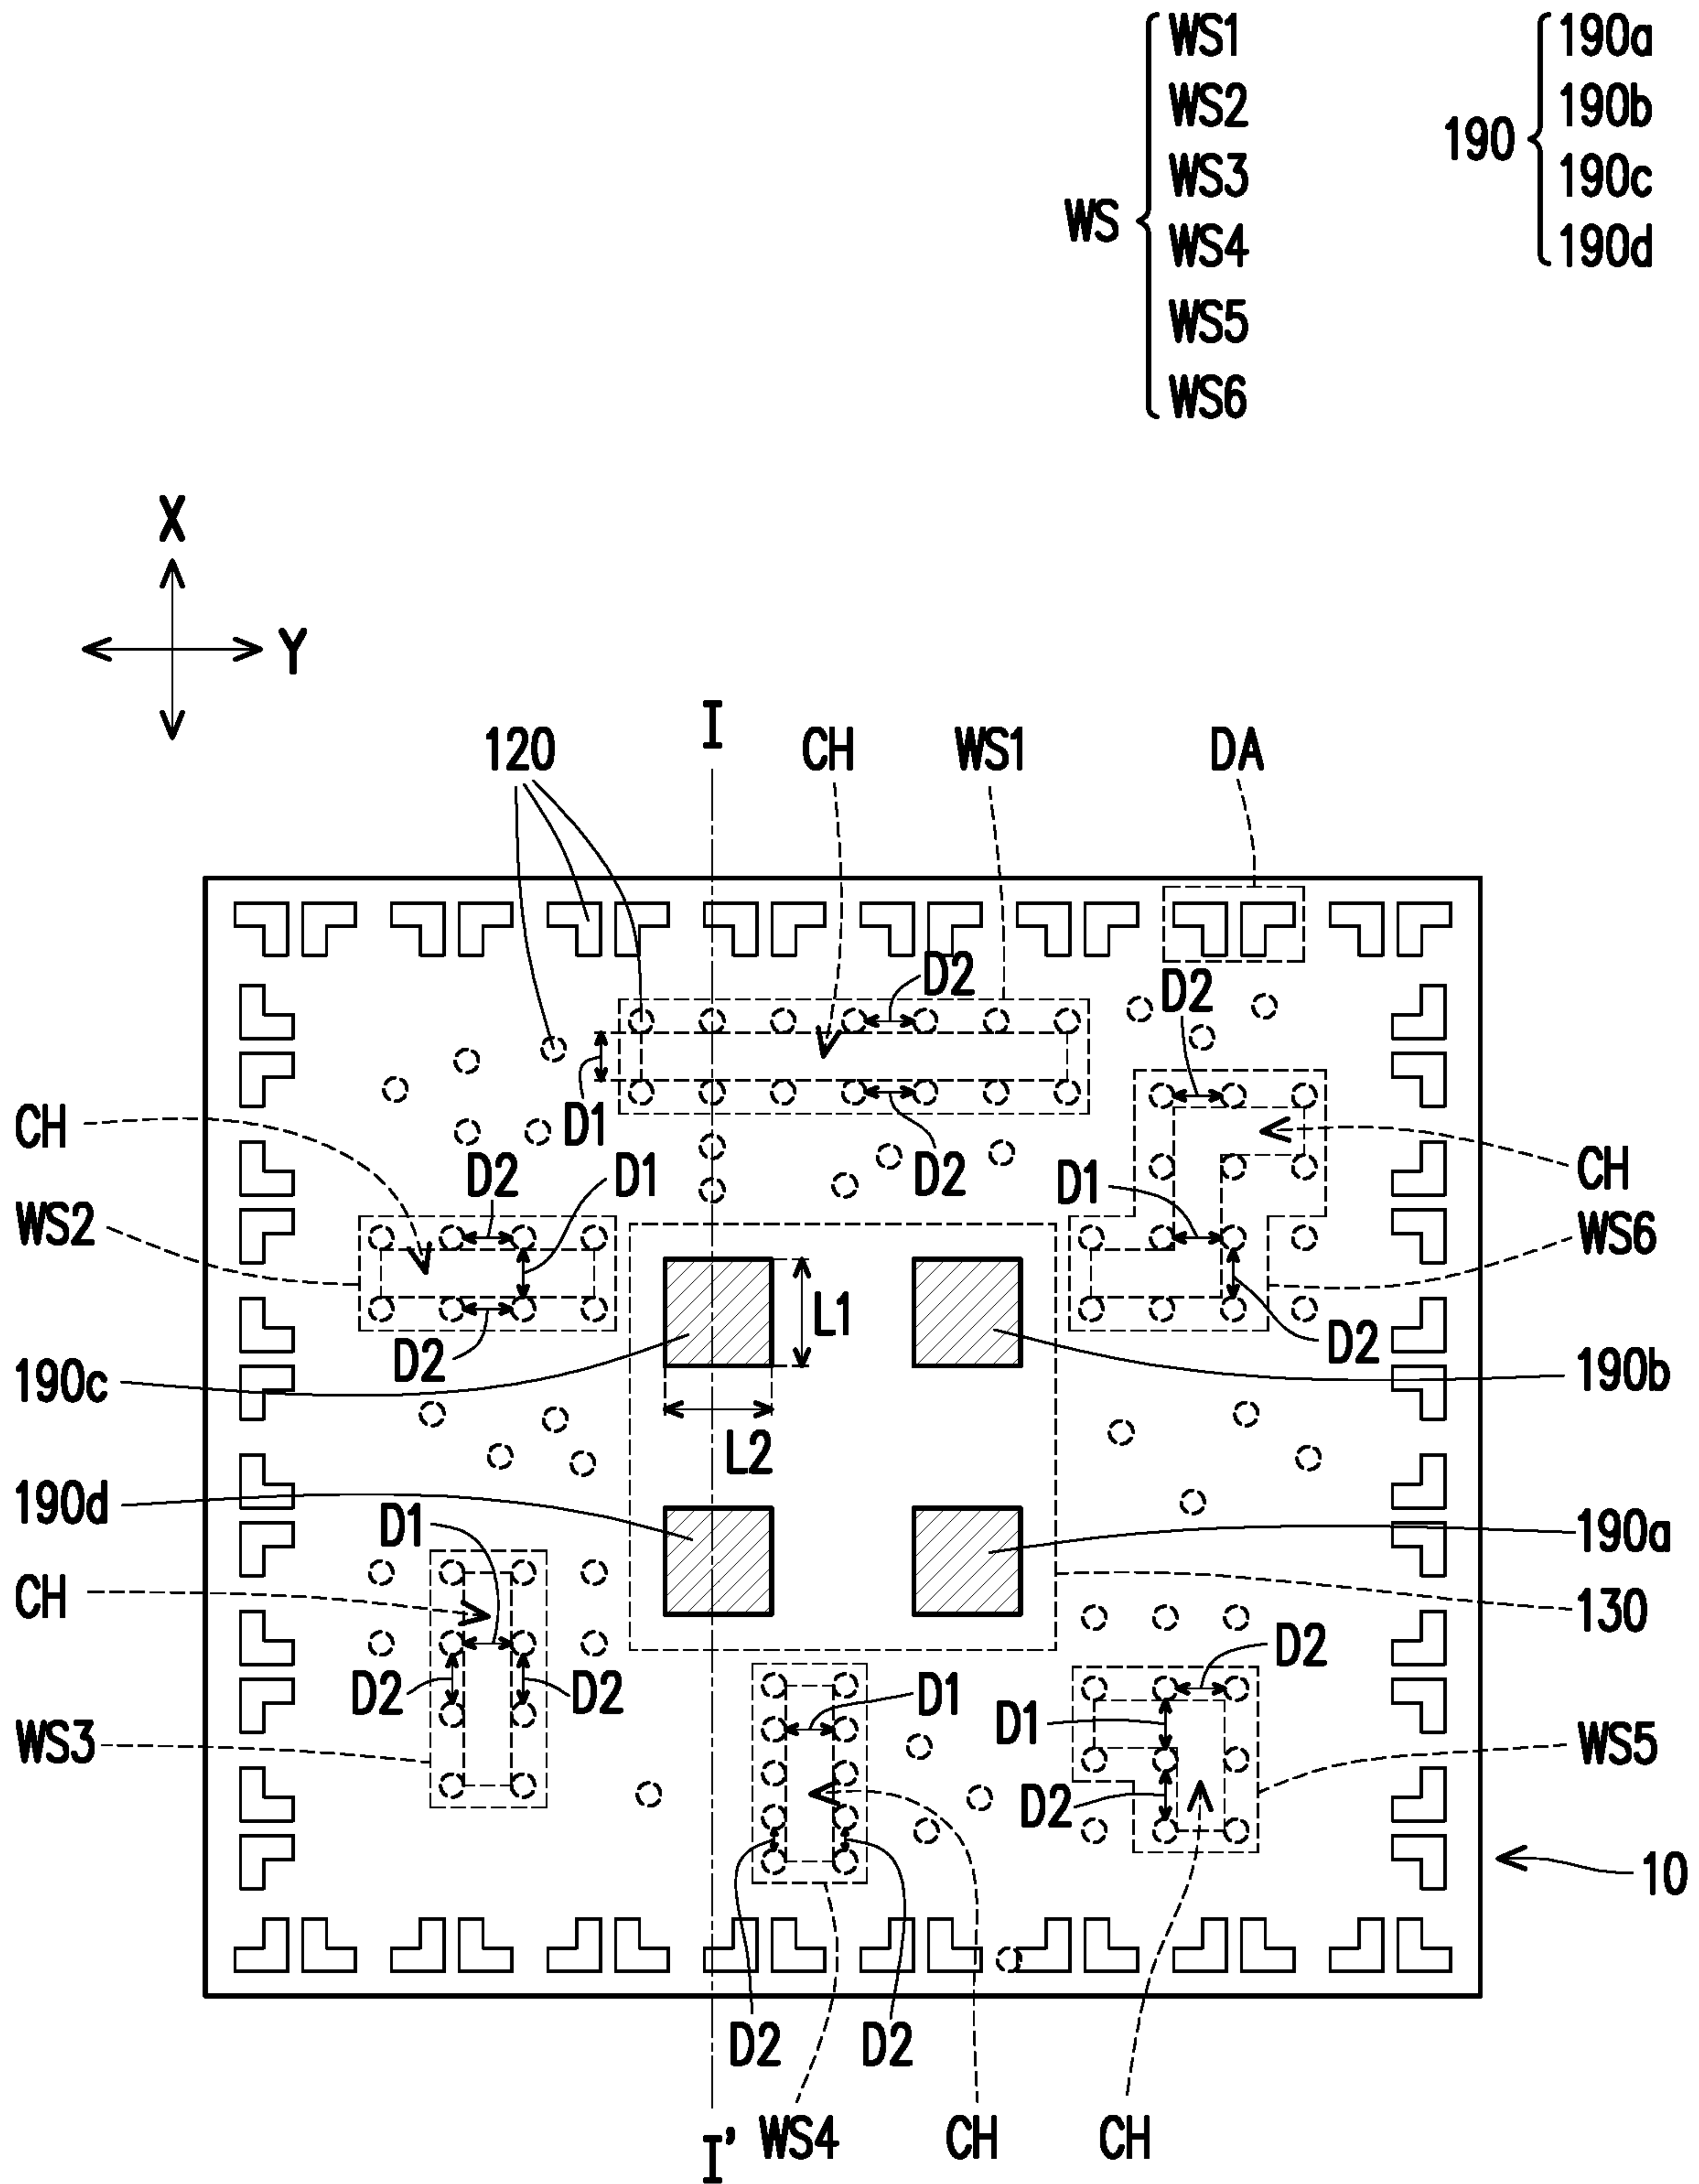 WS1 190a
WS2 190b
190
WS3 190c
WS
WS4 190d
WS5
WS6
X
Y
I
120 CH WS1 DA
D2 D2
D1
CH
D2 D1 D2 D1 CH
WS2 WS6
L1
D2 D2
190c 190b
L2
190d D1 190a
CH 130
D2 D2 D1 D2
D1
WS3 WS5
D2
10
D2 D2
I' WS4 CH CH